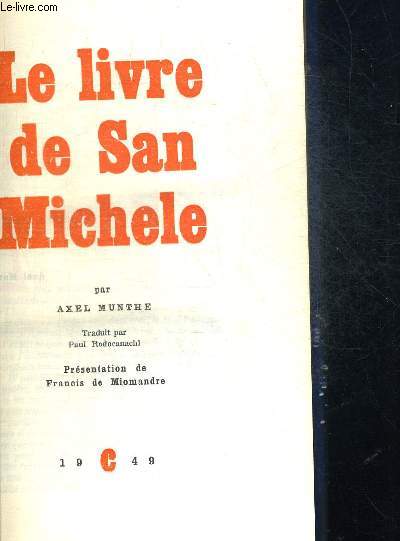 Le-livre.com
Le livre
de San
Michele
par
AXEL MUNTHE
Traduit par
Paul Rodocanachi
Présentation de
Francis de Miomandre
19 C 49